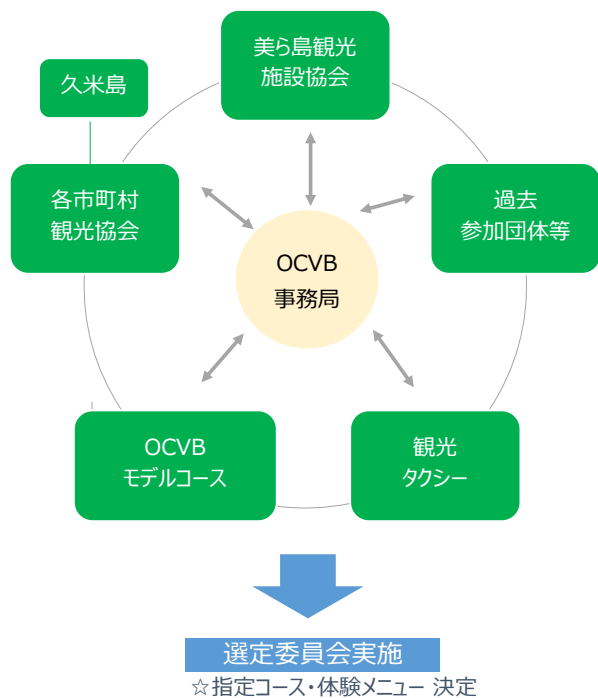 美ら島観光
施設協会
久米島
各市町村
観光協会
過去
参加団体等
OCVB
事務局
OCVB
モデルコース
観光
タクシー
選定委員会実施
☆指定コース・体験メニュー 決定